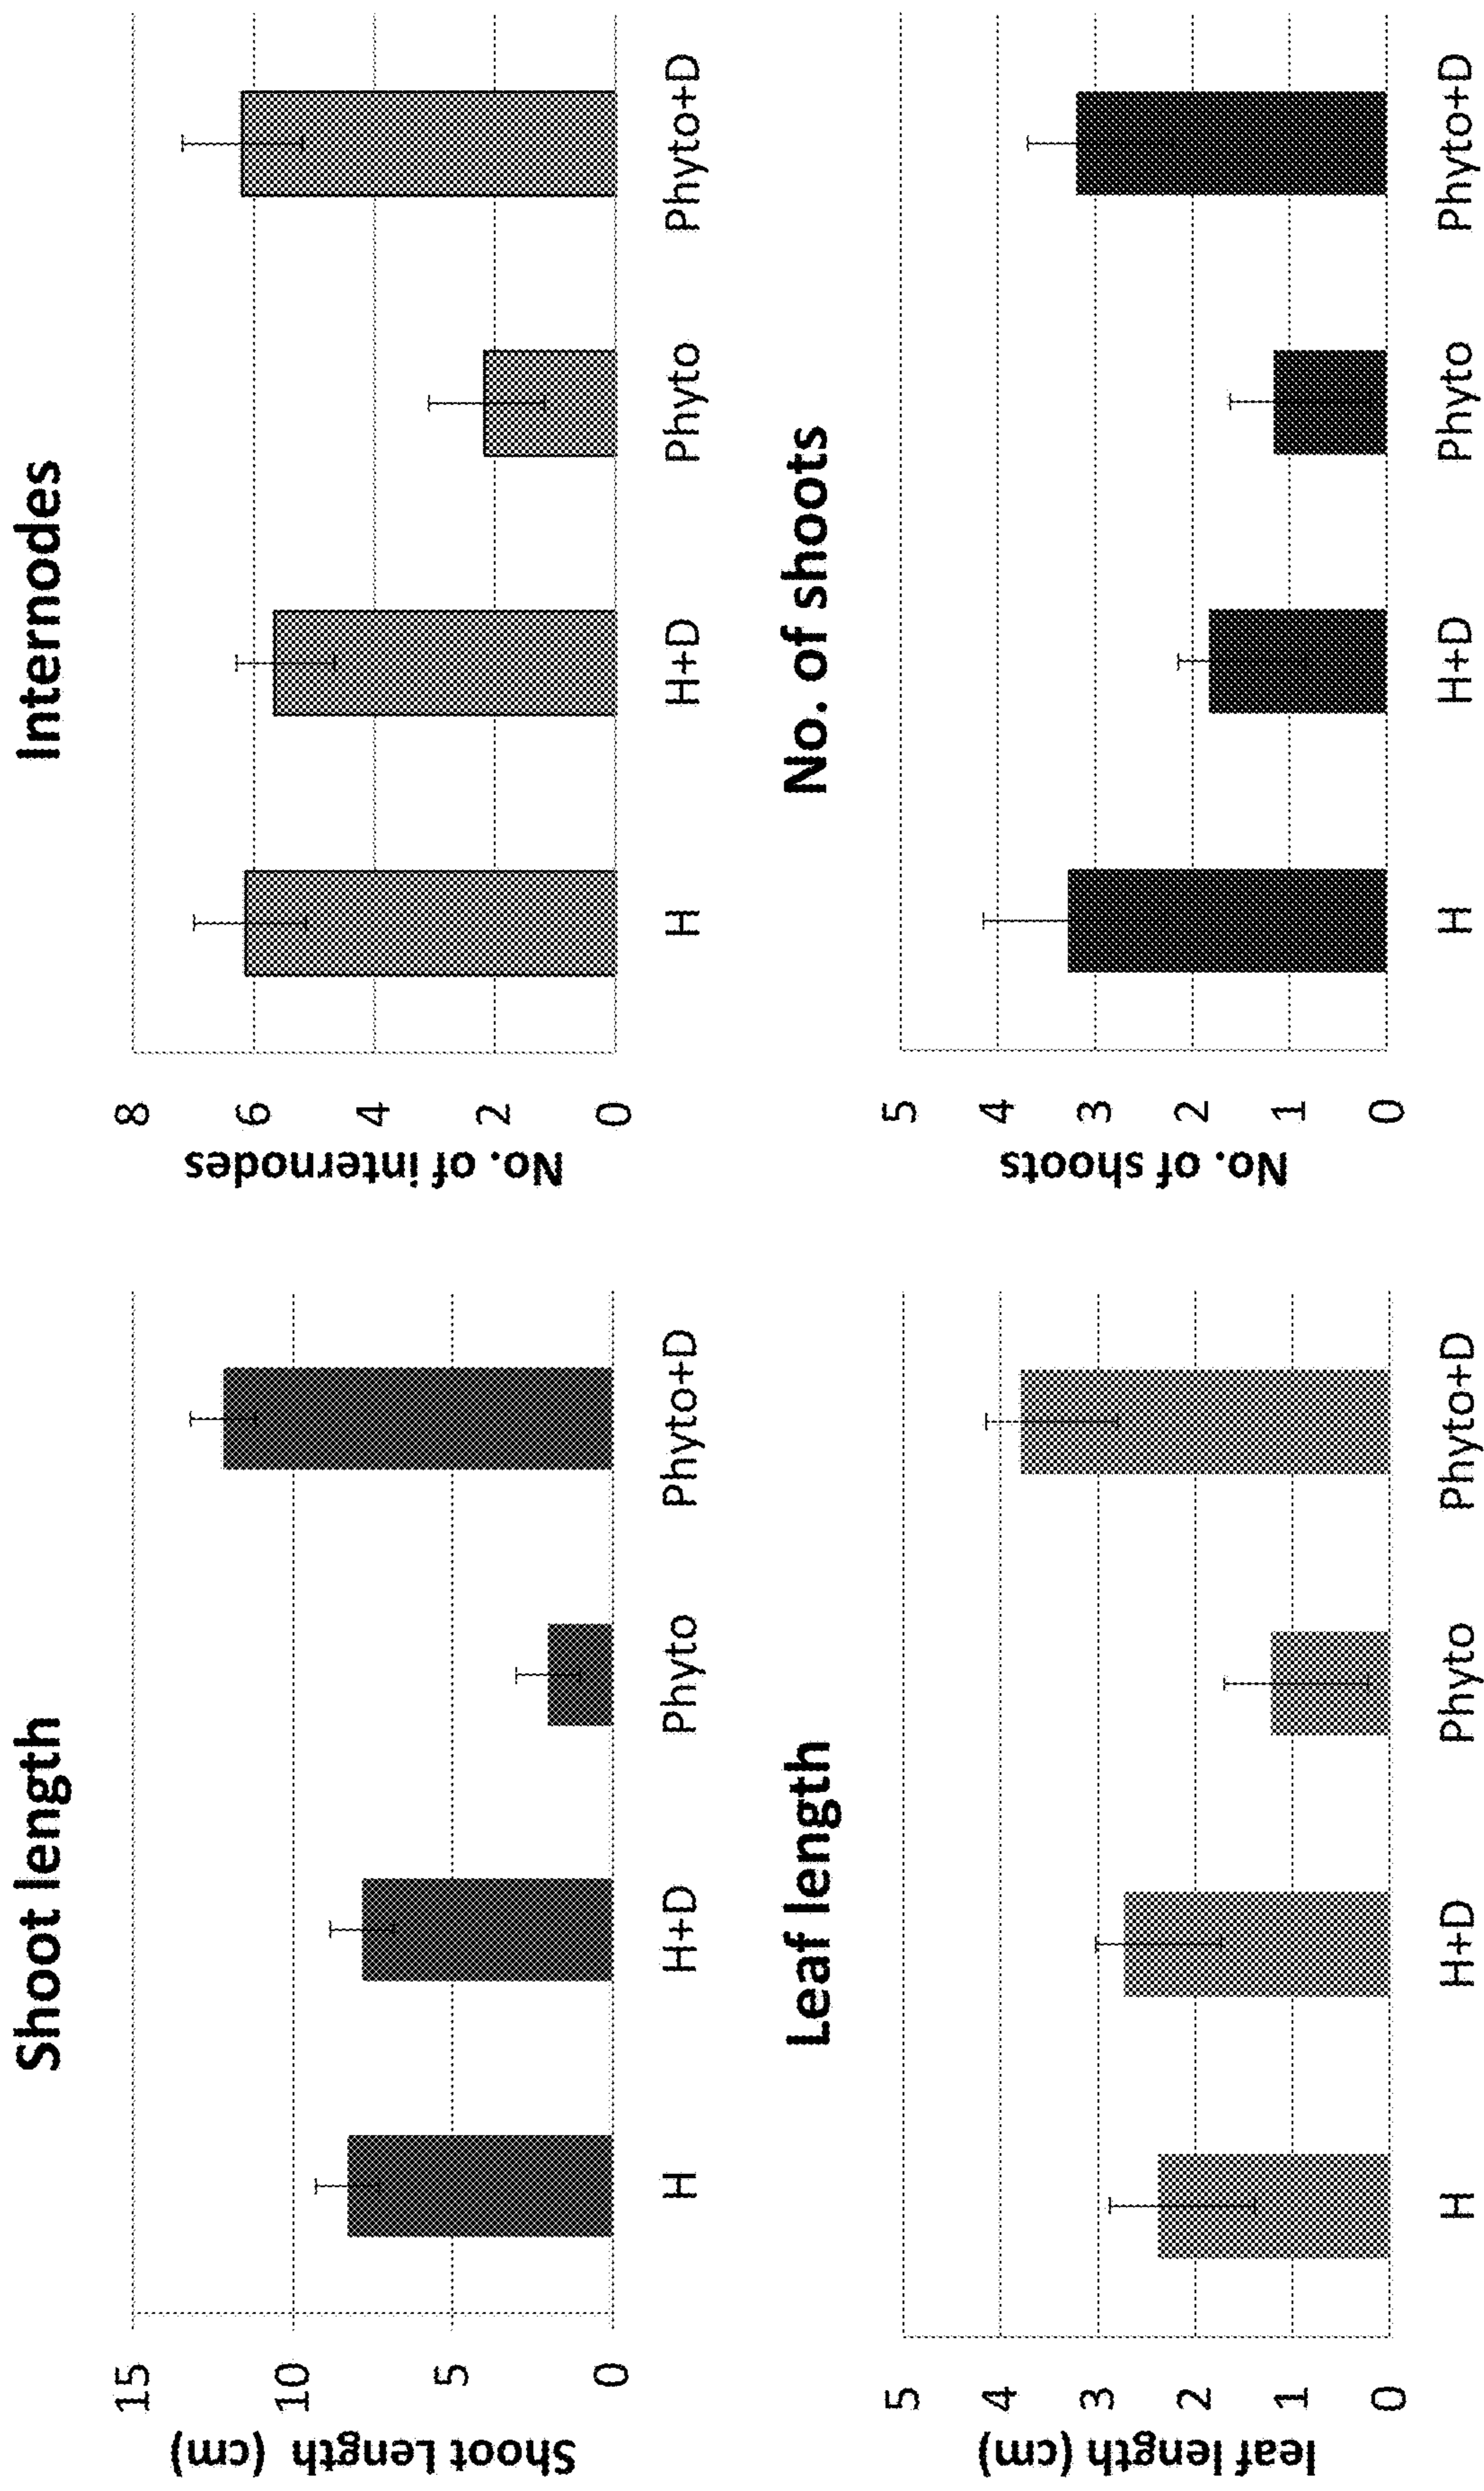 Shoot length
Shoot Length (cm)
15
10
5
0
H
H+D
Phyto
Phyto+D
Internodes
No. of internodes
8
6
4
2
0
H
H+D
Phyto
Phyto+D
Leaf length
leaf length (cm)
5
4
3
2
1
0
H
H+D
Phyto
Phyto+D
No. of shoots
No. of shoots
5
4
3
2
1
0
H
H+D
Phyto
Phyto+D